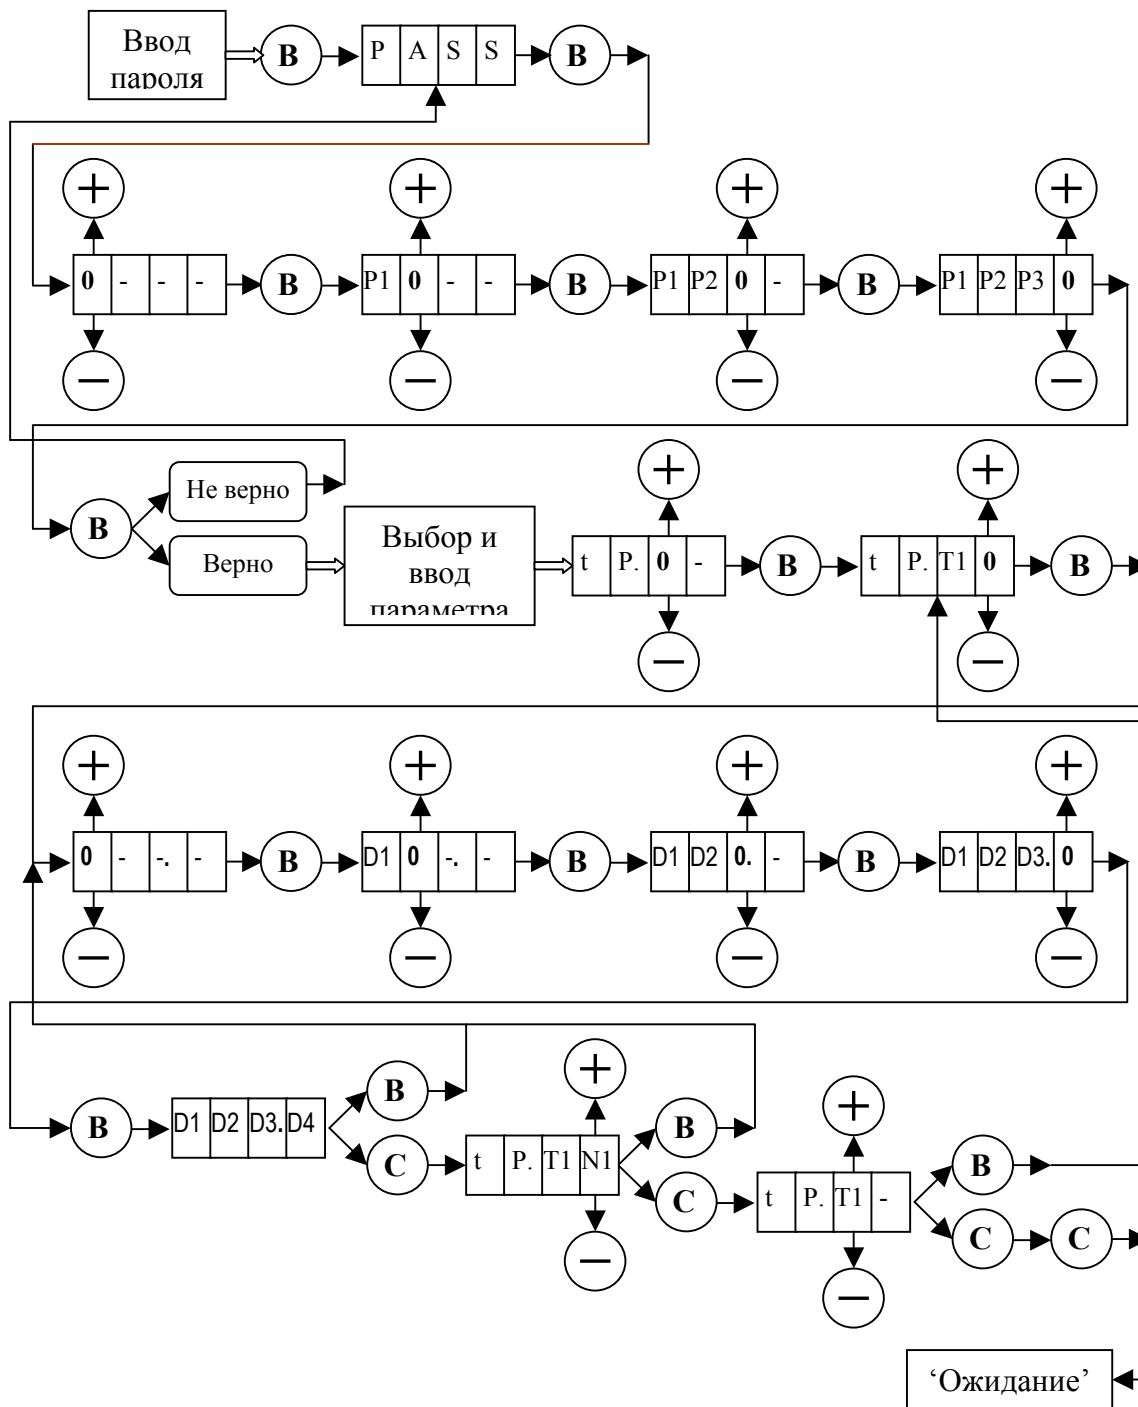 Ввод
пароля
B
P A S S
B
+ + + +
0 - - -
B
P1 0 - -
B
P1 P2 0 -
B
P1 P2 P3 0
− − − −
Не верно
B
Верно
Выбор и
ввод
параметра
+ +
t P. 0 -
B
t P. T1 0
B
− −
+ + + +
0 - -. -
B
D1 0 -. -
B
D1 D2 0. -
B
D1 D2 D3. 0
− − − −
B
D1 D2 D3. D4
B
C
+
t P. T1 N1
−
B
C
+
t P. T1 -
−
B
C
C
‘Ожидание’